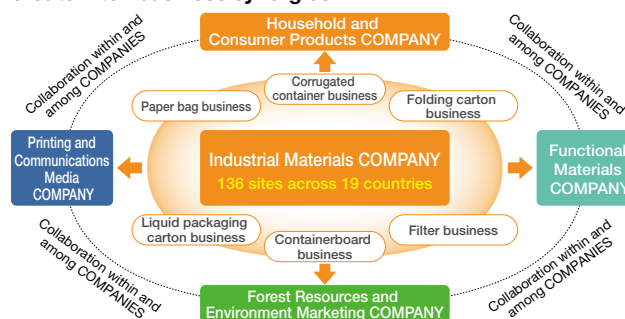 Household and
Consumer Products COMPANY
Collaboration within and
among COMPANIES
Collaboration within and
among COMPANIES
Corrugated
container business
Paper bag business
Folding carton
business
Printing and
Communications
Media
COMPANY
Industrial Materials COMPANY
136 sites across 19 countries
Functional
Materials
COMPANY
Liquid packaging
carton business
Containerboard
business
Filter business
Collaboration within and
among COMPANIES
Collaboration within and
among COMPANIES
Forest Resources and
Environment Marketing COMPANY